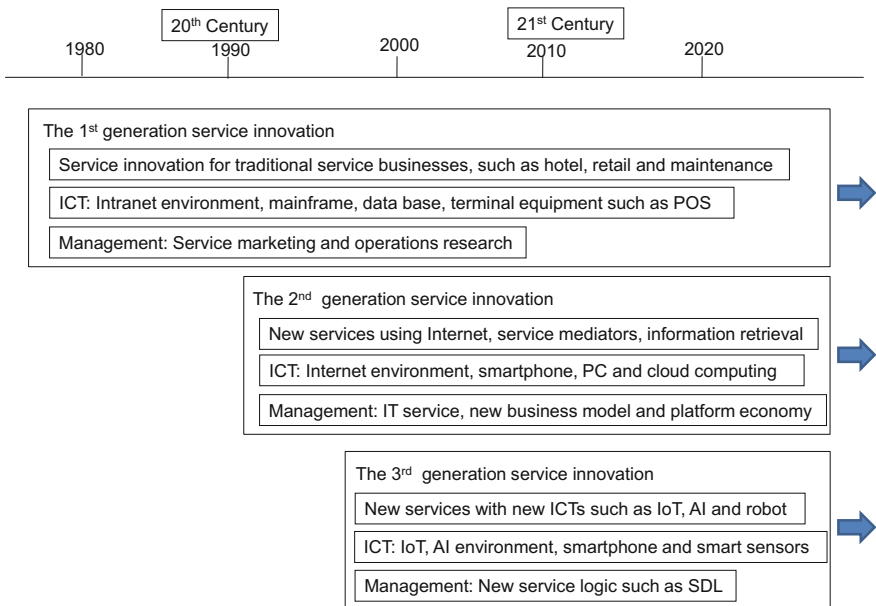 20th Century
21st Century
1980
1990
2000
2010
2020
The 1st generation service innovation
Service innovation for traditional service businesses, such as hotel, retail and maintenance
ICT: Intranet environment, mainframe, data base, terminal equipment such as POS
Management: Service marketing and operations research
The 2nd generation service innovation
New services using Internet, service mediators, information retrieval
ICT: Internet environment, smartphone, PC and cloud computing
Management: IT service, new business model and platform economy
The 3rd generation service innovation
New services with new ICTs such as IoT, AI and robot
ICT: IoT, AI environment, smartphone and smart sensors
Management: New service logic such as SDL